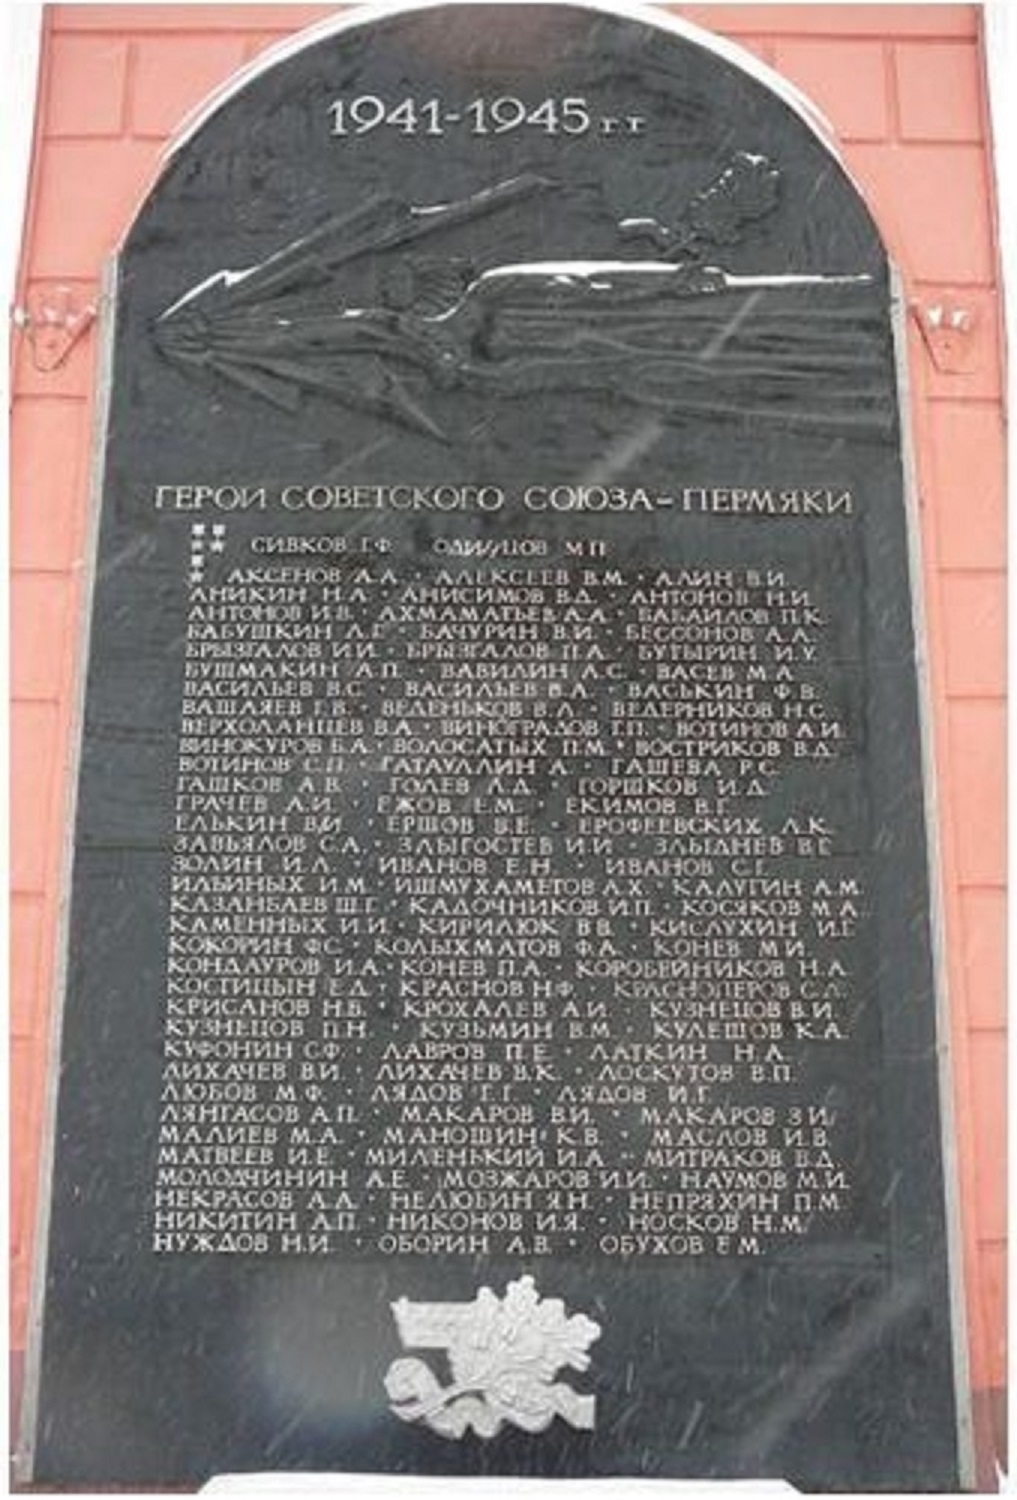 1941-1945 гг
ГЕРОИ СОВЕТСКОГО СОЮЗА - ПЕРМЯКИ
СИВКОВ Г.Ф. ОДИНЦОВ М.П.
АКСЕНОВ А.А. · АЛЕКСЕЕВ В.М. · АЛИН В.И.
АНИКИН Н.А. · АНИСИМОВ В.Д. · АНТОНОВ Н.И.
АНТОНОВ И.В. · АХМАМАТЬЕВ А.А. · БАБАЙЛОВ П.К.
БАБУШКИН А.Г. · БАЧУРИН В.И. · БЕССОНОВ А.А.
БРЫЗГАЛОВ И.И. · БРЫЗГАЛОВ П.А. · БУТЫРИН И.У.
БУШМАКИН А.П. · ВАВИЛИН А.С. · ВАСЕВ М.А.
ВАСИЛЬЕВ В.С. · ВАСИЛЬЕВ В.А. · ВАСЬКИН Ф.В.
ВАШЛЯЕВ Г.В. · ВЕДЕНЬКОВ В.Л. · ВЕДЕРНИКОВ Н.С.
ВЕРХОЛАНЦЕВ В.А. · ВИНОГРАДОВ Г.П. · ВОТИНОВ А.И.
ВИНОКУРОВ Б.А. · ВОЛОСАТЫХ П.М. · ВОСТРИКОВ В.Д.
ВОТИНОВ С.П. · ГАТАУЛЛИН А. · ГАШЕВА Р.С.
ГАШКОВ А.В. · ГОЛЕВ Л.Д. · ГОРШКОВ И.Д.
ГРАЧЕВ А.И. · ЕЖОВ Е.М. · ЕКИМОВ В.Г.
ЕЛЬКИН В.И. · ЕРШОВ В.Е. · ЕРОФЕЕВСКИХ Л.К.
ЗАВЬЯЛОВ С.А. · ЗЛЫГОСТЕВ И.И. · ЗЛЫДНЕВ В.Г.
ЗОЛИН И.Л. · ИВАНОВ Е.Н. · ИВАНОВ С.Г.
ИЛЬИНЫХ И.М. · ИШМУХАМЕТОВ А.Х. · КАЛУГИН А.М.
КАЗАНБАЕВ Ш.Г. · КАДОЧНИКОВ И.П. · КОСЯКОВ М.А.
КАМЕННЫХ И.И. · КИРИЛЮК В.В. · КИСЛУХИН И.Г.
КОКОРИН Ф.С. · КОЛЫХМАТОВ Ф.А. · КОНЕВ М.И.
КОНДАУРОВ И.А. · КОНЕВ П.А. · КОРОБЕЙНИКОВ Н.А.
КОСТИЦЫН Е.Д. · КРАСНОВ Н.Ф. · КРАСНОПЕРОВ С.Л.
КРИСАНОВ Н.В. · КРОХАЛЕВ А.И. · КУЗНЕЦОВ В.И.
КУЗНЕЦОВ П.Н. · КУЗЬМИН В.М. · КУЛЕШОВ К.А.
КУФОНИН С.Ф. · ЛАВРОВ П.Е. · ЛАТКИН Н.А.
ЛИХАЧЕВ В.И. · ЛИХАЧЕВ В.К. · ЛОСКУТОВ В.П.
ЛЮБОВ М.Ф. · ЛЯДОВ Г.Г. · ЛЯДОВ И.Г.
ЛЯНГАСОВ А.П. · МАКАРОВ В.И. · МАКАРОВ З.И.
МАЛИЕВ М.А. · МАНОШИН К.В. · МАСЛОВ И.В.
МАТВЕЕВ И.Е. · МИЛЕНЬКИЙ И.А. · МИТРАКОВ В.Д.
МОЛОДЧИНИН А.Е. · МОЗЖАРОВ И.И. · НАУМОВ М.И.
НЕКРАСОВ А.А. · НЕЛЮБИН Я.Н. · НЕПРЯХИН П.М.
НИКИТИН А.П. · НИКОНОВ И.Я. · НОСКОВ Н.М.
НУЖДОВ Н.И. · ОБОРИН А.В. · ОБУХОВ Е.М.